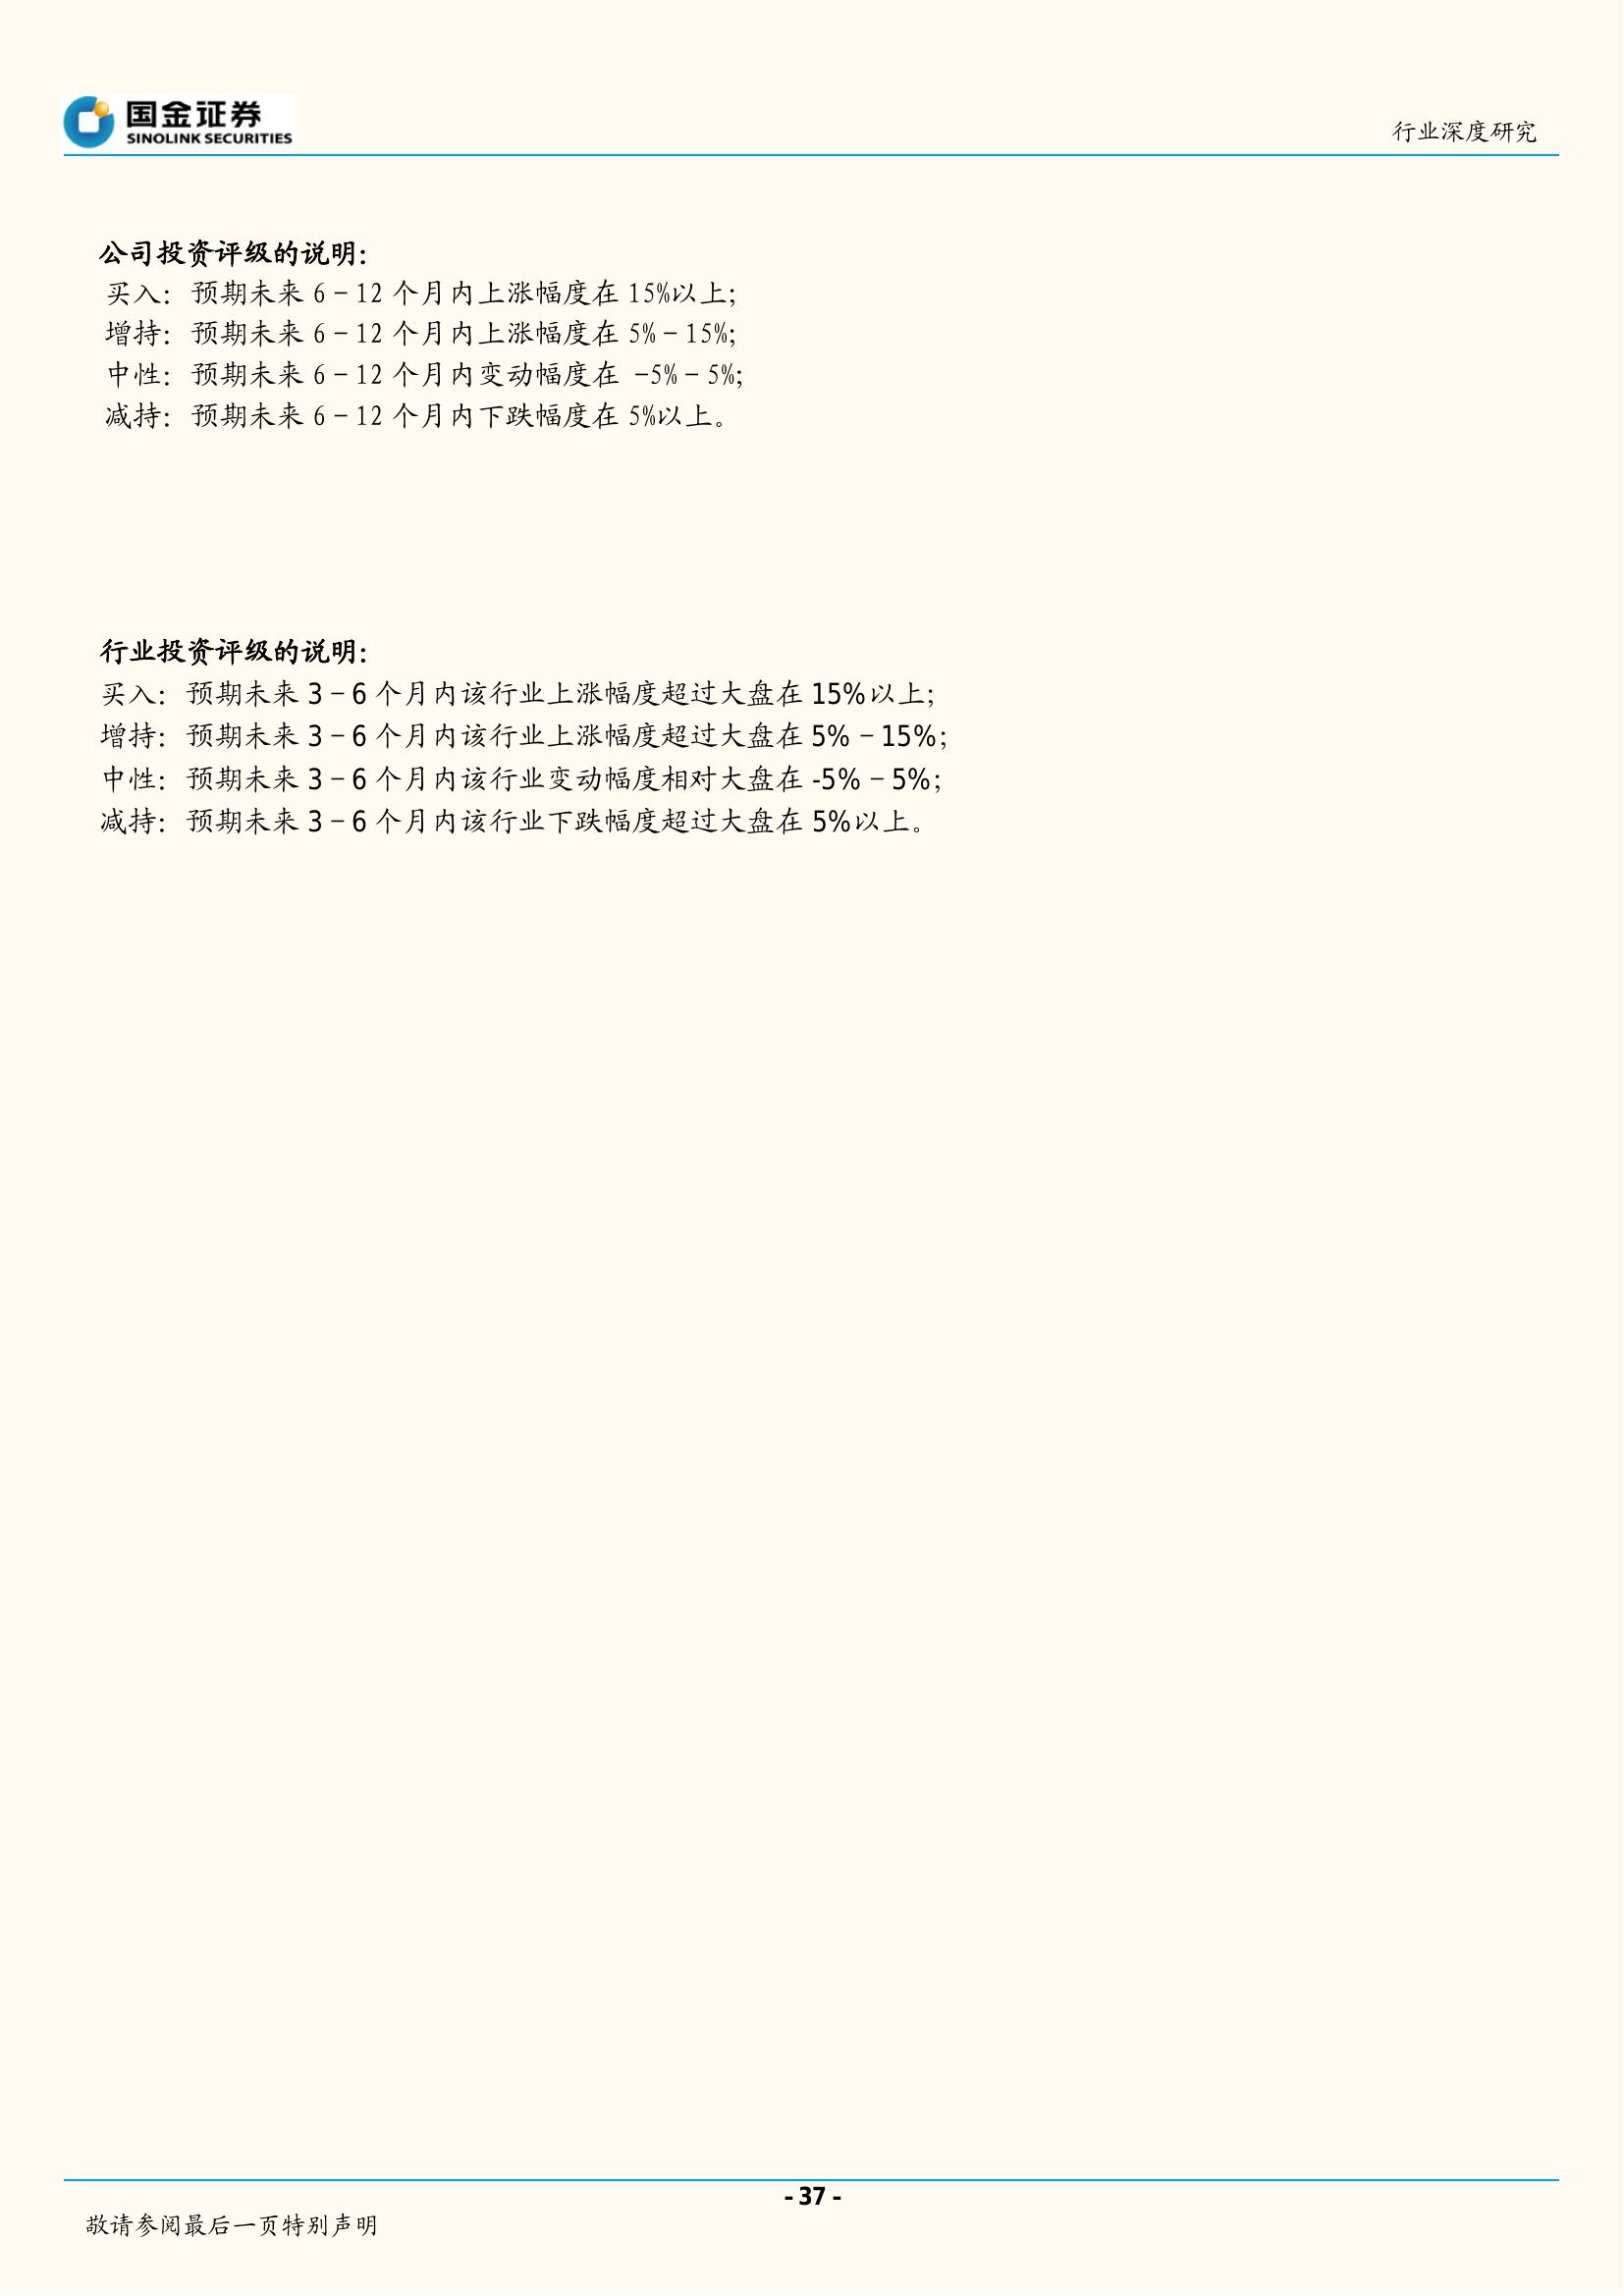 国金证券
SINOLINK SECURITIES
行业深度研究
公司投资评级的说明：
买入：预期未来 6－12 个月内上涨幅度在 15%以上；
增持：预期未来 6－12 个月内上涨幅度在 5%－15%；
中性：预期未来 6－12 个月内变动幅度在 －5%－5%；
减持：预期未来 6－12 个月内下跌幅度在 5%以上。
行业投资评级的说明：
买入：预期未来 3－6 个月内该行业上涨幅度超过大盘在 15%以上；
增持：预期未来 3－6 个月内该行业上涨幅度超过大盘在 5%－15%；
中性：预期未来 3－6 个月内该行业变动幅度相对大盘在 -5%－5%；
减持：预期未来 3－6 个月内该行业下跌幅度超过大盘在 5%以上。
- 37 -
敬请参阅最后一页特别声明